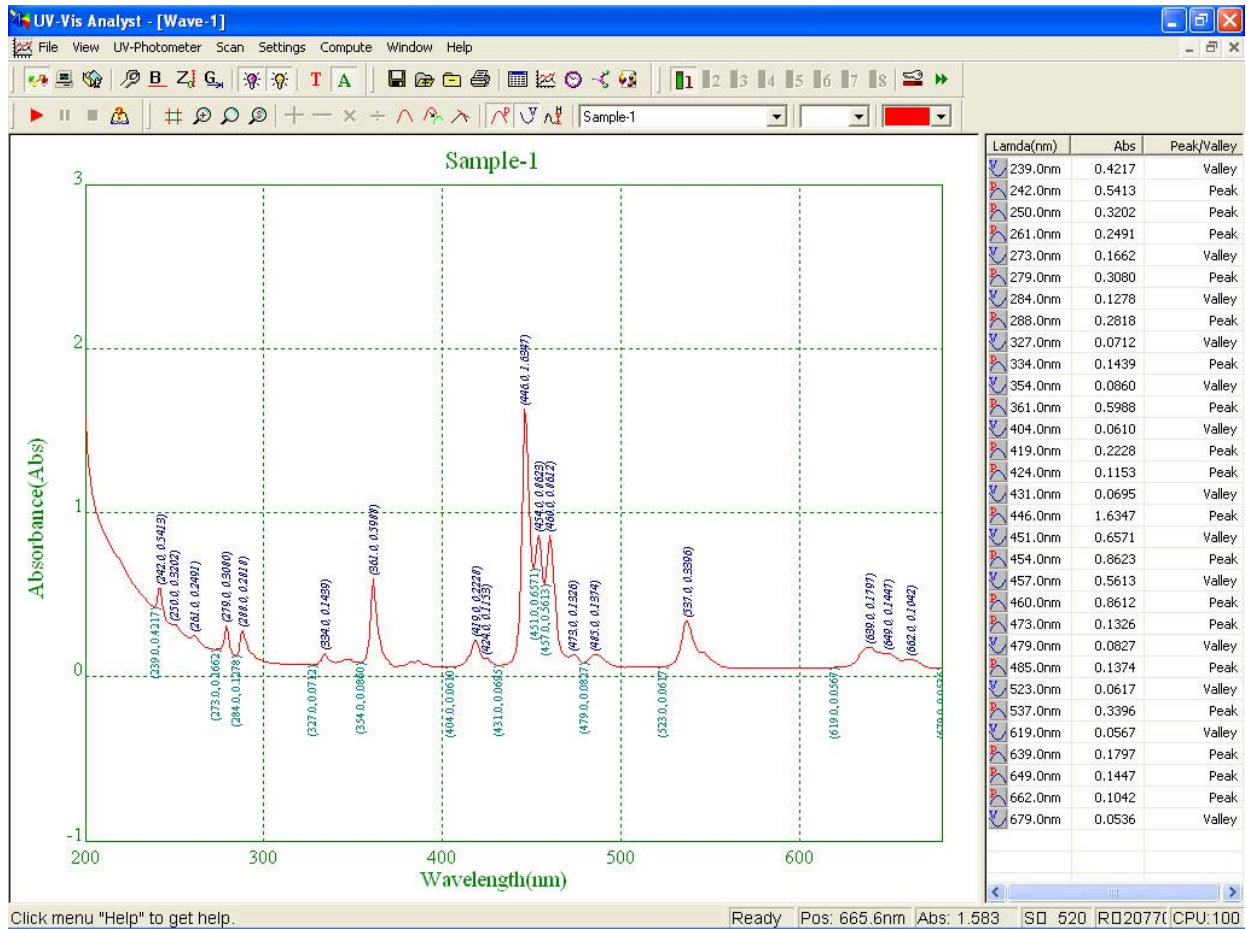 UV-Vis Analyst - [Wave-1]
File View UV-Photometer Scan Settings Compute Window Help
B Z G T A 1 2 3 4 5 6 7 8
Sample-1
Sample-1
Absorbance(Abs)
3
2
1
0
-1
200 300 400 500 600
Wavelength(nm)
(242.0, 0.5413)
(250.0, 0.3202)
(261.0, 0.2491)
(279.0, 0.3080)
(288.0, 0.2818)
(334.0, 0.1439)
(361.0, 0.5988)
(419.0, 0.2228)
(424.0, 0.1153)
(446.0, 1.6347)
(454.0, 0.8623)
(460.0, 0.8612)
(473.0, 0.1326)
(485.0, 0.1374)
(537.0, 0.3396)
(639.0, 0.1797)
(649.0, 0.1447)
(662.0, 0.1042)
(239.0, 0.4217)
(273.0, 0.1662)
(284.0, 0.1278)
(327.0, 0.0712)
(354.0, 0.0860)
(404.0, 0.0610)
(431.0, 0.0695)
(451.0, 0.6571)
(457.0, 0.5613)
(479.0, 0.0827)
(523.0, 0.0617)
(619.0, 0.0567)
Lamda(nm) Abs Peak/Valley
239.0nm 0.4217 Valley
242.0nm 0.5413 Peak
250.0nm 0.3202 Peak
261.0nm 0.2491 Peak
273.0nm 0.1662 Valley
279.0nm 0.3080 Peak
284.0nm 0.1278 Valley
288.0nm 0.2818 Peak
327.0nm 0.0712 Valley
334.0nm 0.1439 Peak
354.0nm 0.0860 Valley
361.0nm 0.5988 Peak
404.0nm 0.0610 Valley
419.0nm 0.2228 Peak
424.0nm 0.1153 Peak
431.0nm 0.0695 Valley
446.0nm 1.6347 Peak
451.0nm 0.6571 Valley
454.0nm 0.8623 Peak
457.0nm 0.5613 Valley
460.0nm 0.8612 Peak
473.0nm 0.1326 Peak
479.0nm 0.0827 Valley
485.0nm 0.1374 Peak
523.0nm 0.0617 Valley
537.0nm 0.3396 Peak
619.0nm 0.0567 Valley
639.0nm 0.1797 Peak
649.0nm 0.1447 Peak
662.0nm 0.1042 Peak
679.0nm 0.0536 Valley
Click menu "Help" to get help. Ready Pos: 665.6nm Abs: 1.583 S□ 520 R□2077( CPU:100